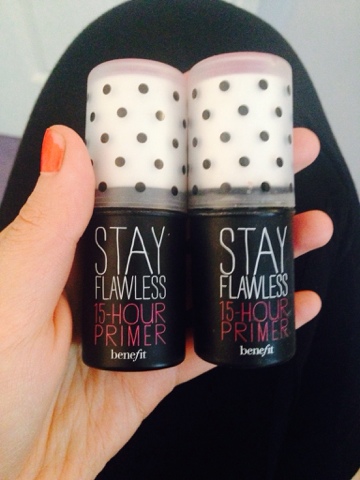 STAY
FLAWLESS
15-HOUR
PRIMER
benefit
STAY
FLAWLESS
15-HOUR
PRIMER
benefit